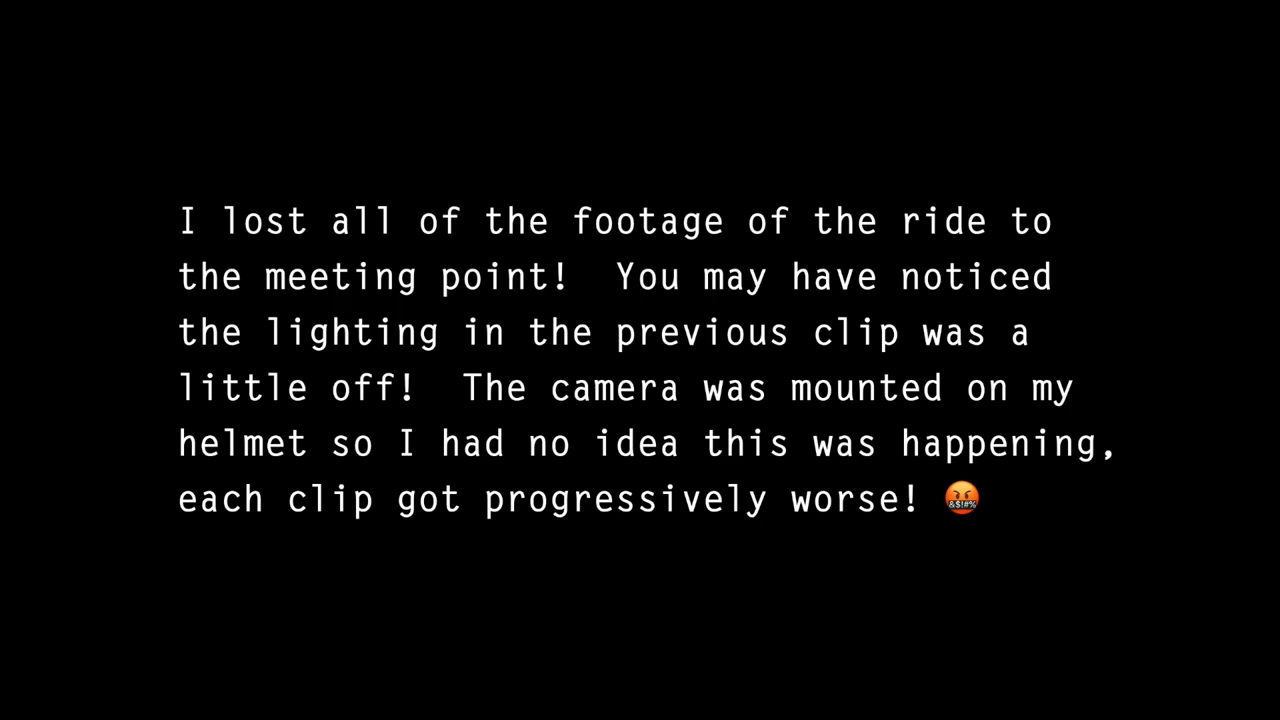 I lost all of the footage of the ride to
the meeting point!  You may have noticed
the lighting in the previous clip was a
little off!  The camera was mounted on my
helmet so I had no idea this was happening,
each clip got progressively worse! 🤬